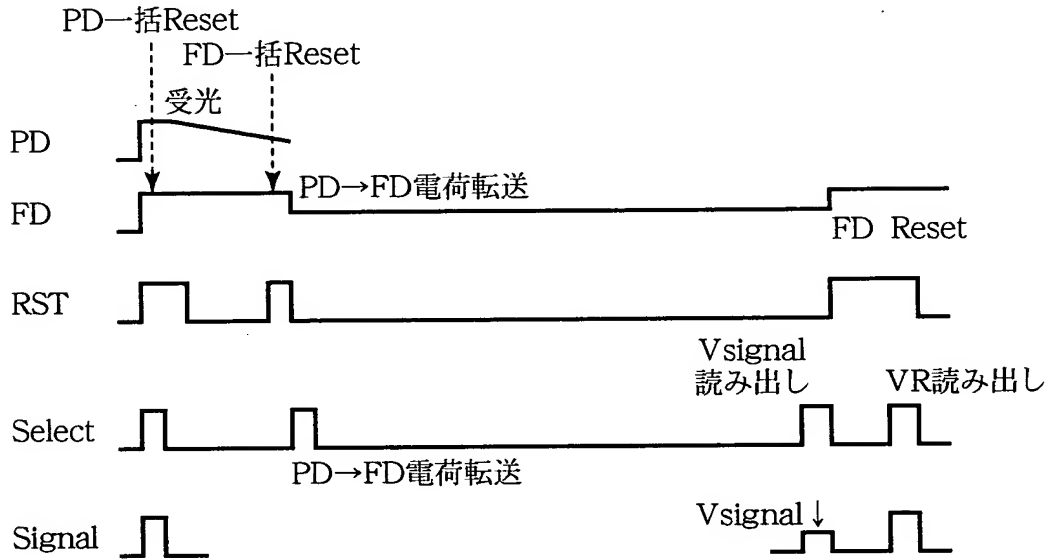 PD一括Reset
FD一括Reset
受光
PD
PD→FD電荷転送
FD
FD Reset
RST
Vsignal
読み出し
VR読み出し
Select
PD→FD電荷転送
Vsignal↓
Signal